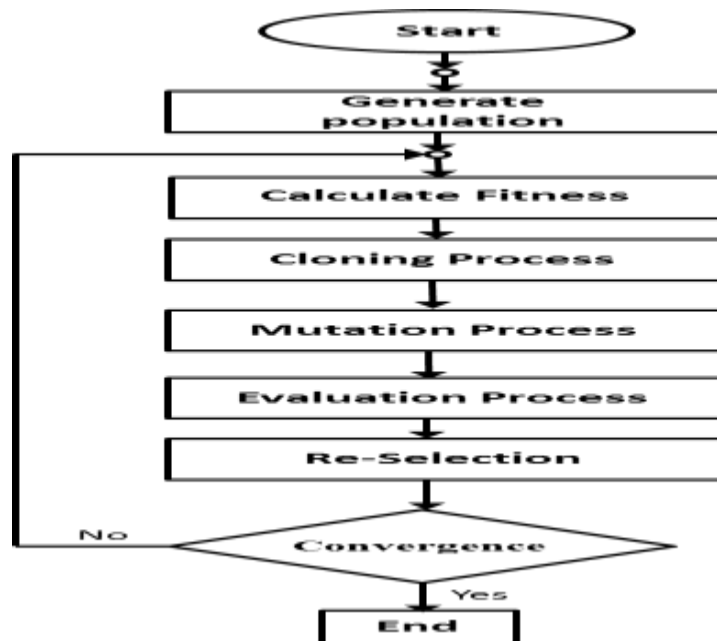 Start
Generate
population
Calculate Fitness
Cloning Process
Mutation Process
Evaluation Process
Re-Selection
Convergence
No
Yes
End